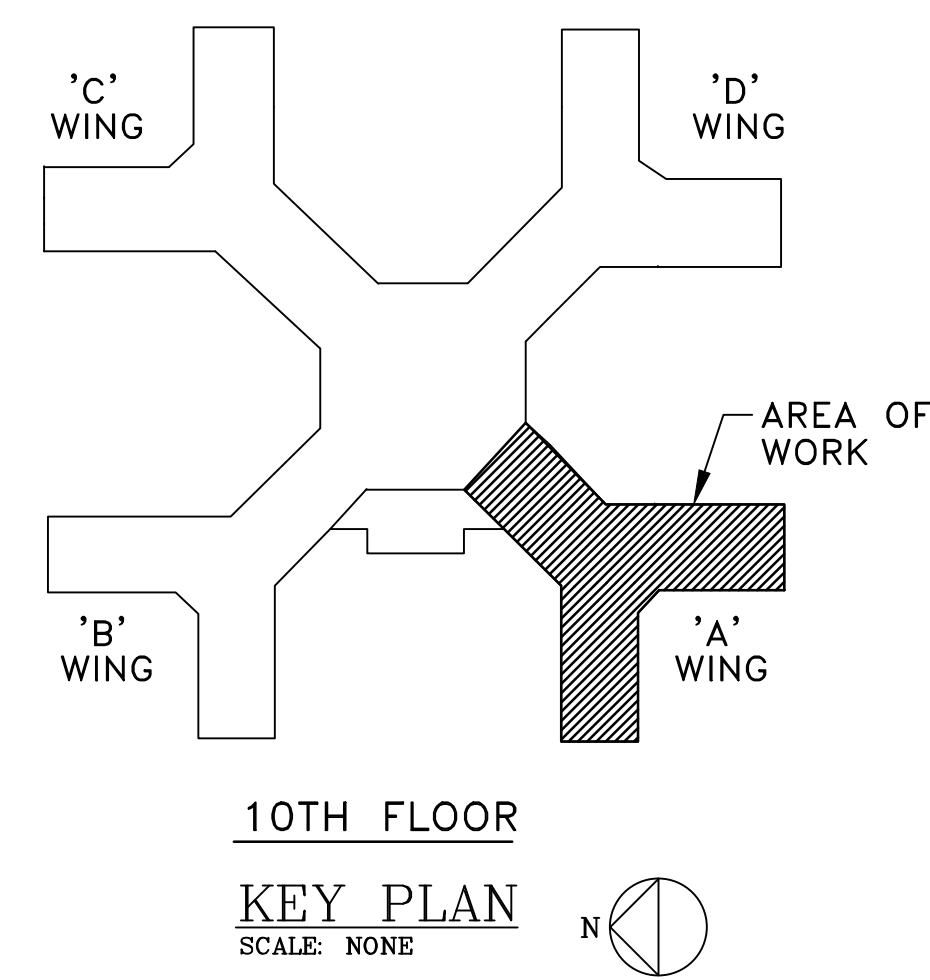 'C'
WING
'D'
WING
AREA OF
WORK
'B'
WING
'A'
WING
10TH FLOOR
KEY PLAN
SCALE: NONE
N